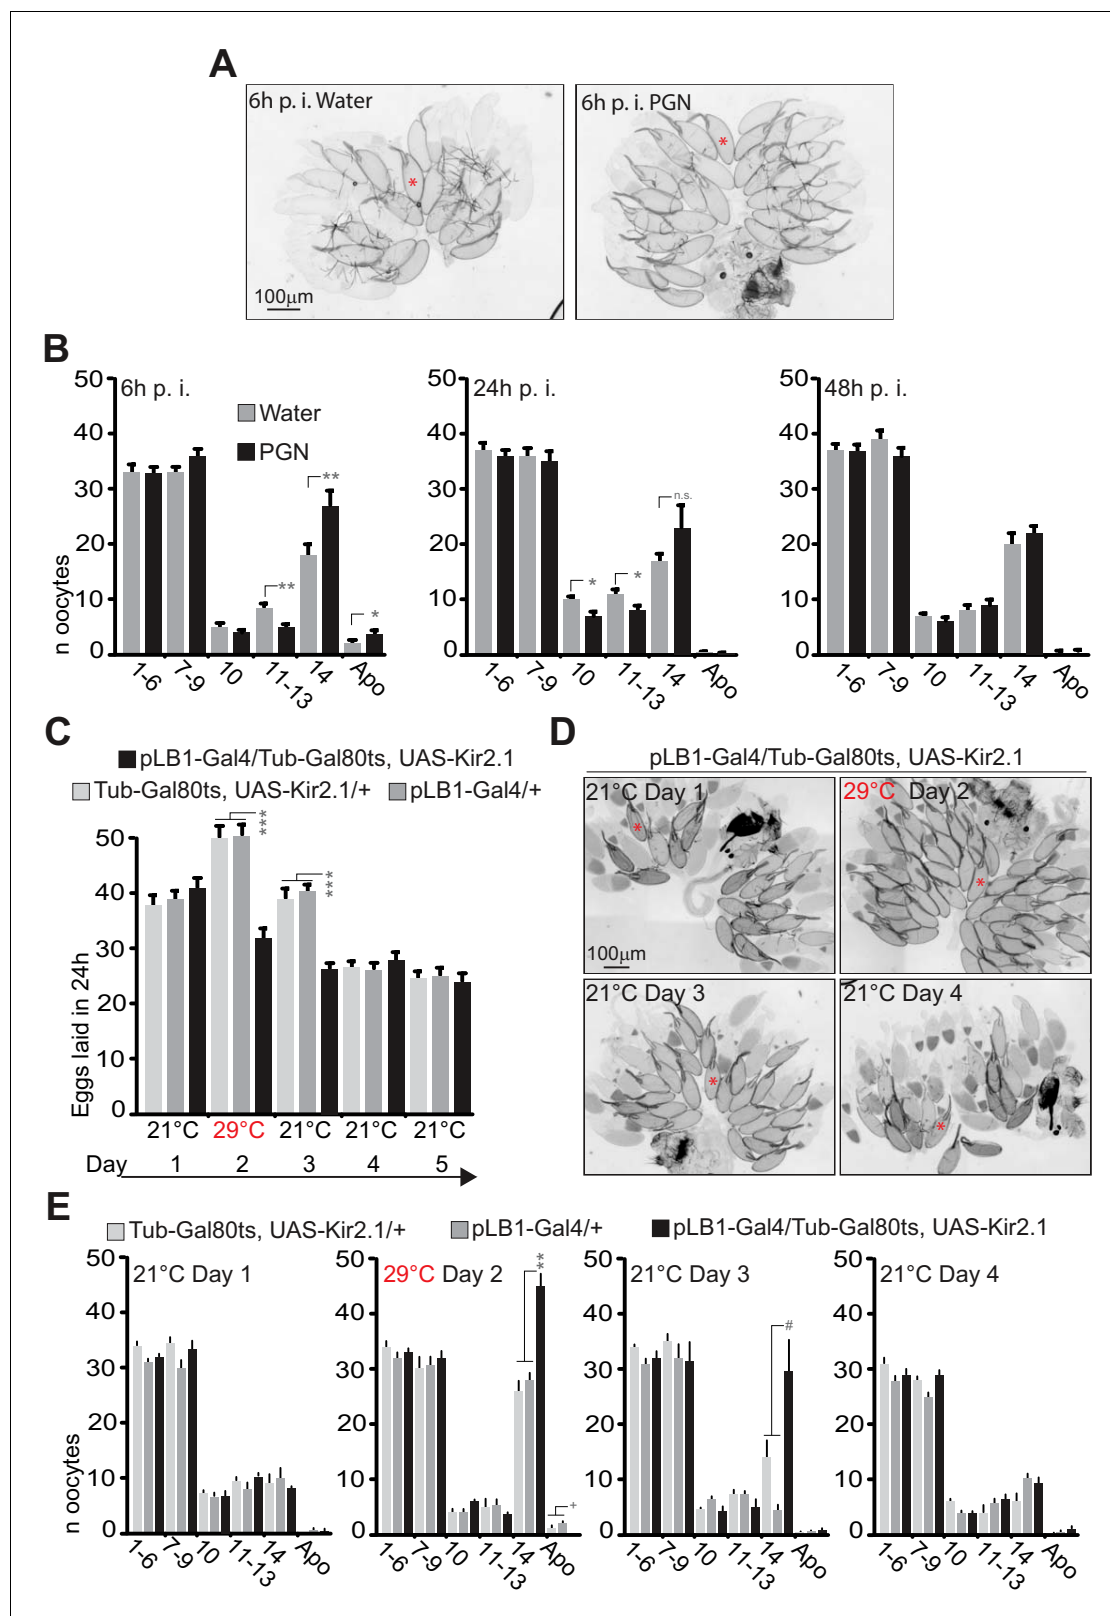 A
6h p. i. Water
6h p. i. PGN
*
*
100μm
B
6h p. i.
24h p. i.
48h p. i.
Water
PGN
n oocytes
50
40
30
20
10
0
** ** *
1-6 7-9 10 11-13 14 Apo
50
40
30
20
10
0
* * n.s.
1-6 7-9 10 11-13 14 Apo
50
40
30
20
10
0
1-6 7-9 10 11-13 14 Apo
C
pLB1-Gal4/Tub-Gal80ts, UAS-Kir2.1
Tub-Gal80ts, UAS-Kir2.1/+ pLB1-Gal4/+
Eggs laid in 24h
50
40
30
20
10
0
*** ***
21°C 29°C 21°C 21°C 21°C
Day 1 2 3 4 5
D
pLB1-Gal4/Tub-Gal80ts, UAS-Kir2.1
21°C Day 1
29°C Day 2
*
*
100μm
21°C Day 3
21°C Day 4
*
*
E
Tub-Gal80ts, UAS-Kir2.1/+ pLB1-Gal4/+ pLB1-Gal4/Tub-Gal80ts, UAS-Kir2.1
n oocytes
21°C Day 1
50
40
30
20
10
0
1-6 7-9 10 11-13 14 Apo
29°C Day 2
50
40
30
20
10
0
** +
1-6 7-9 10 11-13 14 Apo
21°C Day 3
50
40
30
20
10
0
#
1-6 7-9 10 11-13 14 Apo
21°C Day 4
50
40
30
20
10
0
1-6 7-9 10 11-13 14 Apo